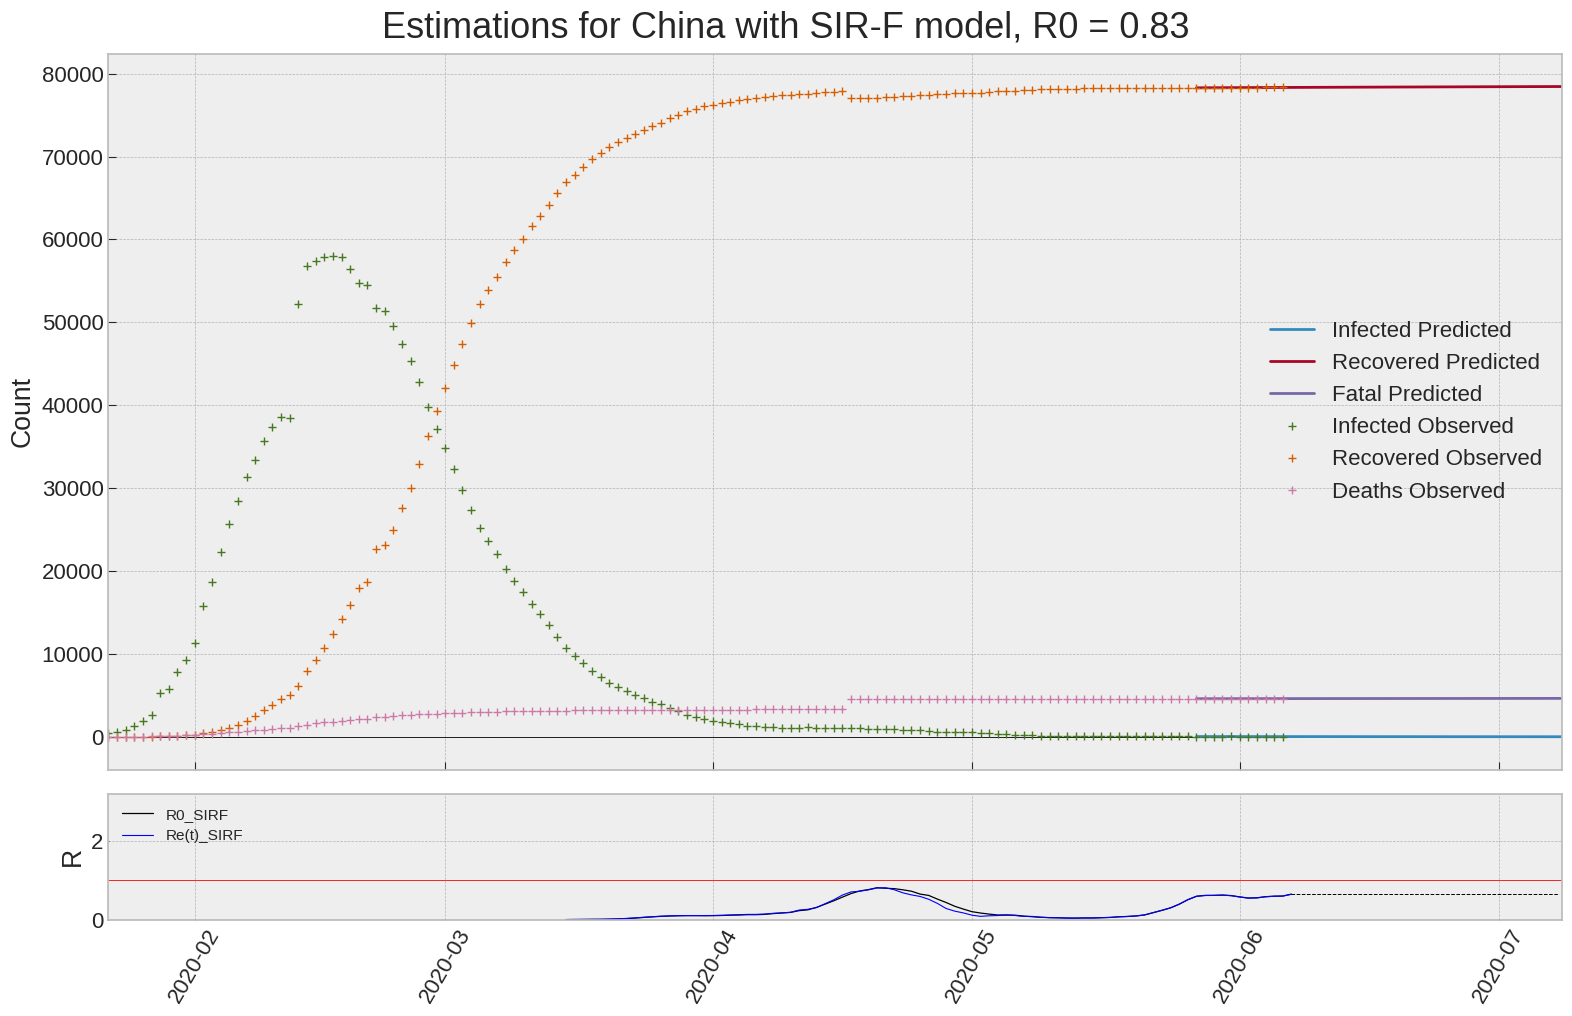 Estimations for China with SIR-F model, R0 = 0.83
80000
70000
60000
50000
40000
30000
20000
10000
0
Count
Infected Predicted
Recovered Predicted
Fatal Predicted
Infected Observed
Recovered Observed
Deaths Observed
R0_SIRF
Re(t)_SIRF
2
0
R
2020-02
2020-03
2020-04
2020-05
2020-06
2020-07